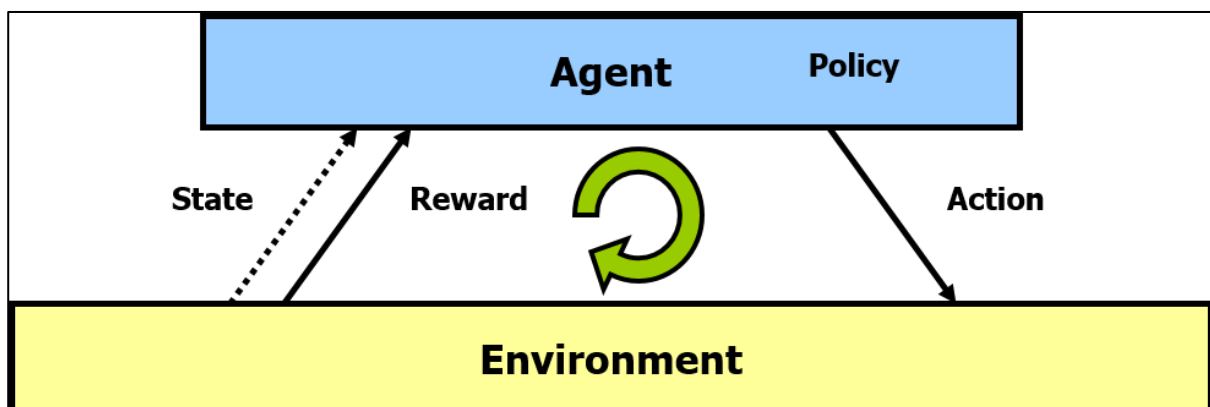 Agent
Policy
State
Reward
Action
Environment